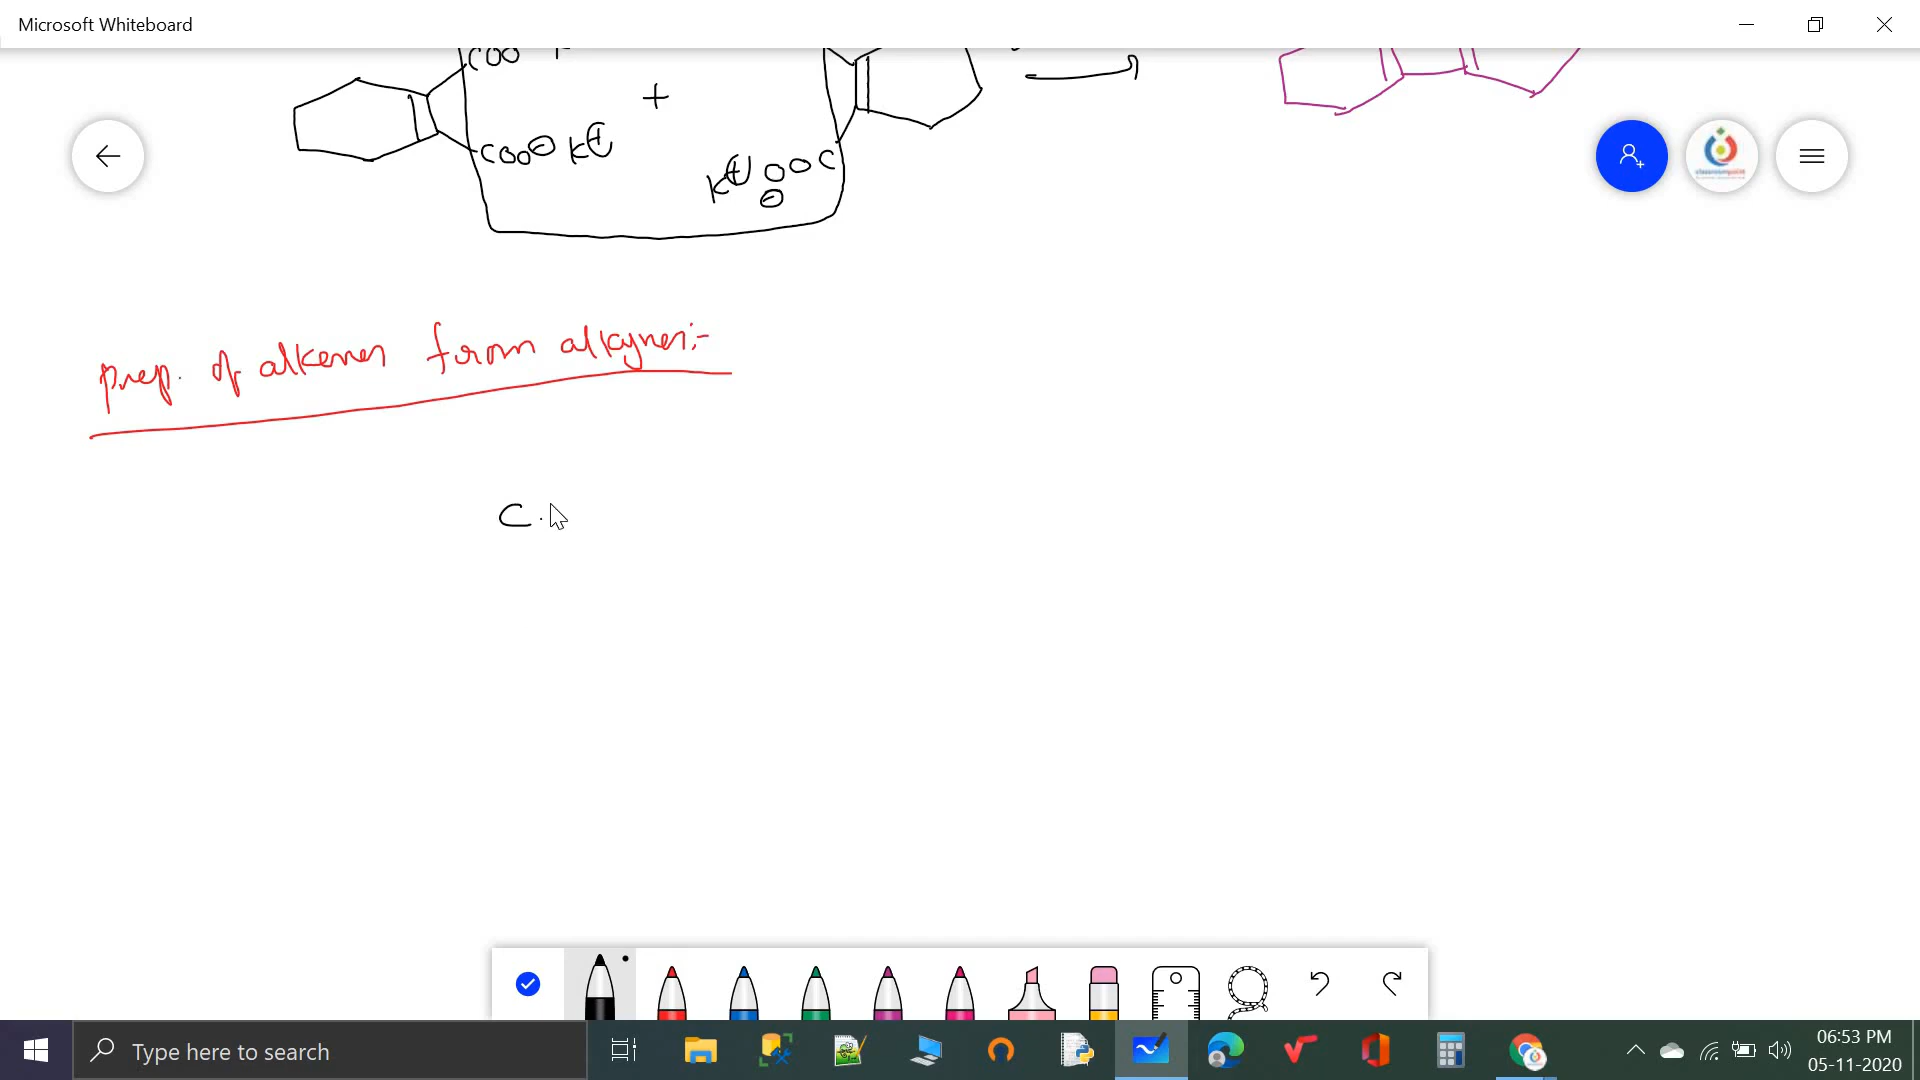 Microsoft Whiteboard
COO
+
COO⊖ K⊕
K⊕ ⊖OOC
Prep. of alkenes from alkynes:-
C
Type here to search
06:53 PM
05-11-2020